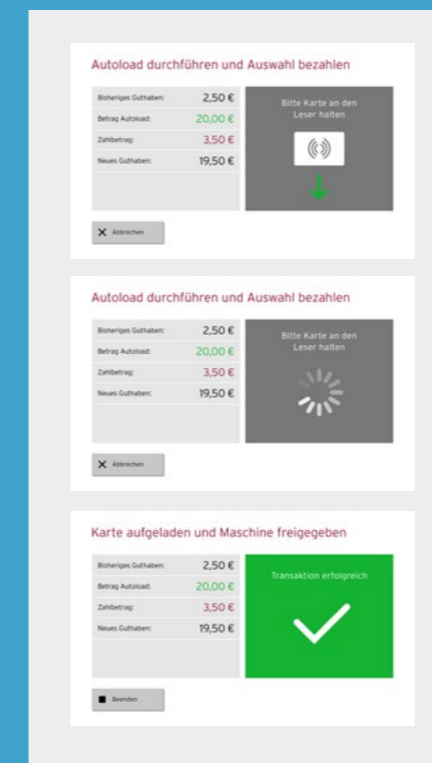 Autoload durchführen und Auswahl bezahlen
Bisheriges Guthaben: 2,50 €
Betrag Autoload: 20,00 €
Zahlbetrag: 3,50 €
Neues Guthaben: 19,50 €
Bitte Karte an den
Leser halten
Abbrechen
Autoload durchführen und Auswahl bezahlen
Bisheriges Guthaben: 2,50 €
Betrag Autoload: 20,00 €
Zahlbetrag: 3,50 €
Neues Guthaben: 19,50 €
Bitte Karte an den
Leser halten
Abbrechen
Karte aufgeladen und Maschine freigegeben
Bisheriges Guthaben: 2,50 €
Betrag Autoload: 20,00 €
Zahlbetrag: 3,50 €
Neues Guthaben: 19,50 €
Transaktion erfolgreich
Beenden